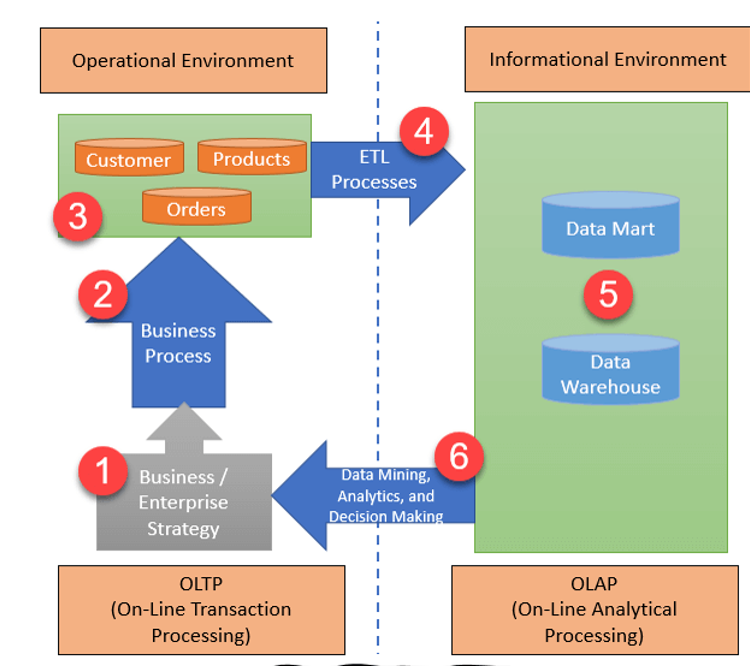 Operational Environment
Informational Environment
4
ETL
Processes
Customer
Products
Orders
3
Data Mart
2
5
Business
Process
Data
Warehouse
6
1
Business /
Enterprise
Strategy
Data Mining,
Analytics, and
Decision Making
OLTP
(On-Line Transaction
Processing)
OLAP
(On-Line Analytical
Processing)